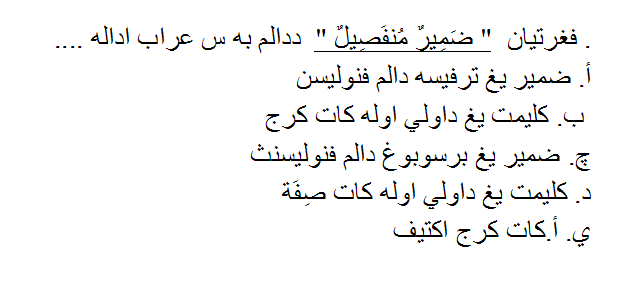 . فغرتيان " ضَمِيرٌ مُنفَصِيلٌ " ددالم به س عراب اداله ....
أ. ضمير يغ ترفيسه دالم فنوليسن
ب. كليمت يغ داولي اوله كات كرج
چ. ضمير يغ برسوبوغ دالم فنوليسنث
د. كليمت يغ داولي اوله كات صِفَة
ي. أ.كات كرج اكتيف